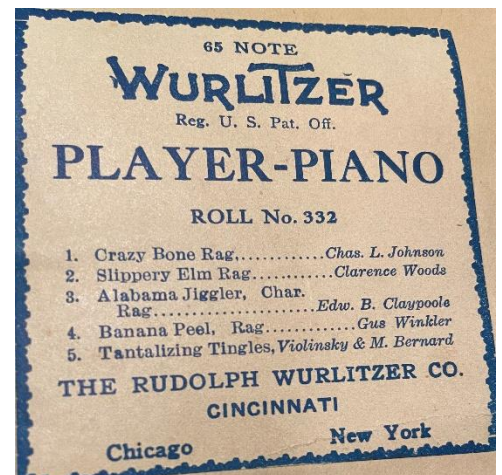 65 NOTE
WURLITZER
Reg. U. S. Pat. Off.
PLAYER-PIANO
ROLL No. 332
1. Crazy Bone Rag,............Chas. L. Johnson
2. Slippery Elm Rag............Clarence Woods
3. Alabama Jiggler, Char.
Rag........................Edw. B. Claypoole
4. Banana Peel, Rag............Gus Winkler
5. Tantalizing Tingles, Violinsky & M. Bernard
THE RUDOLPH WURLITZER CO.
CINCINNATI
Chicago New York